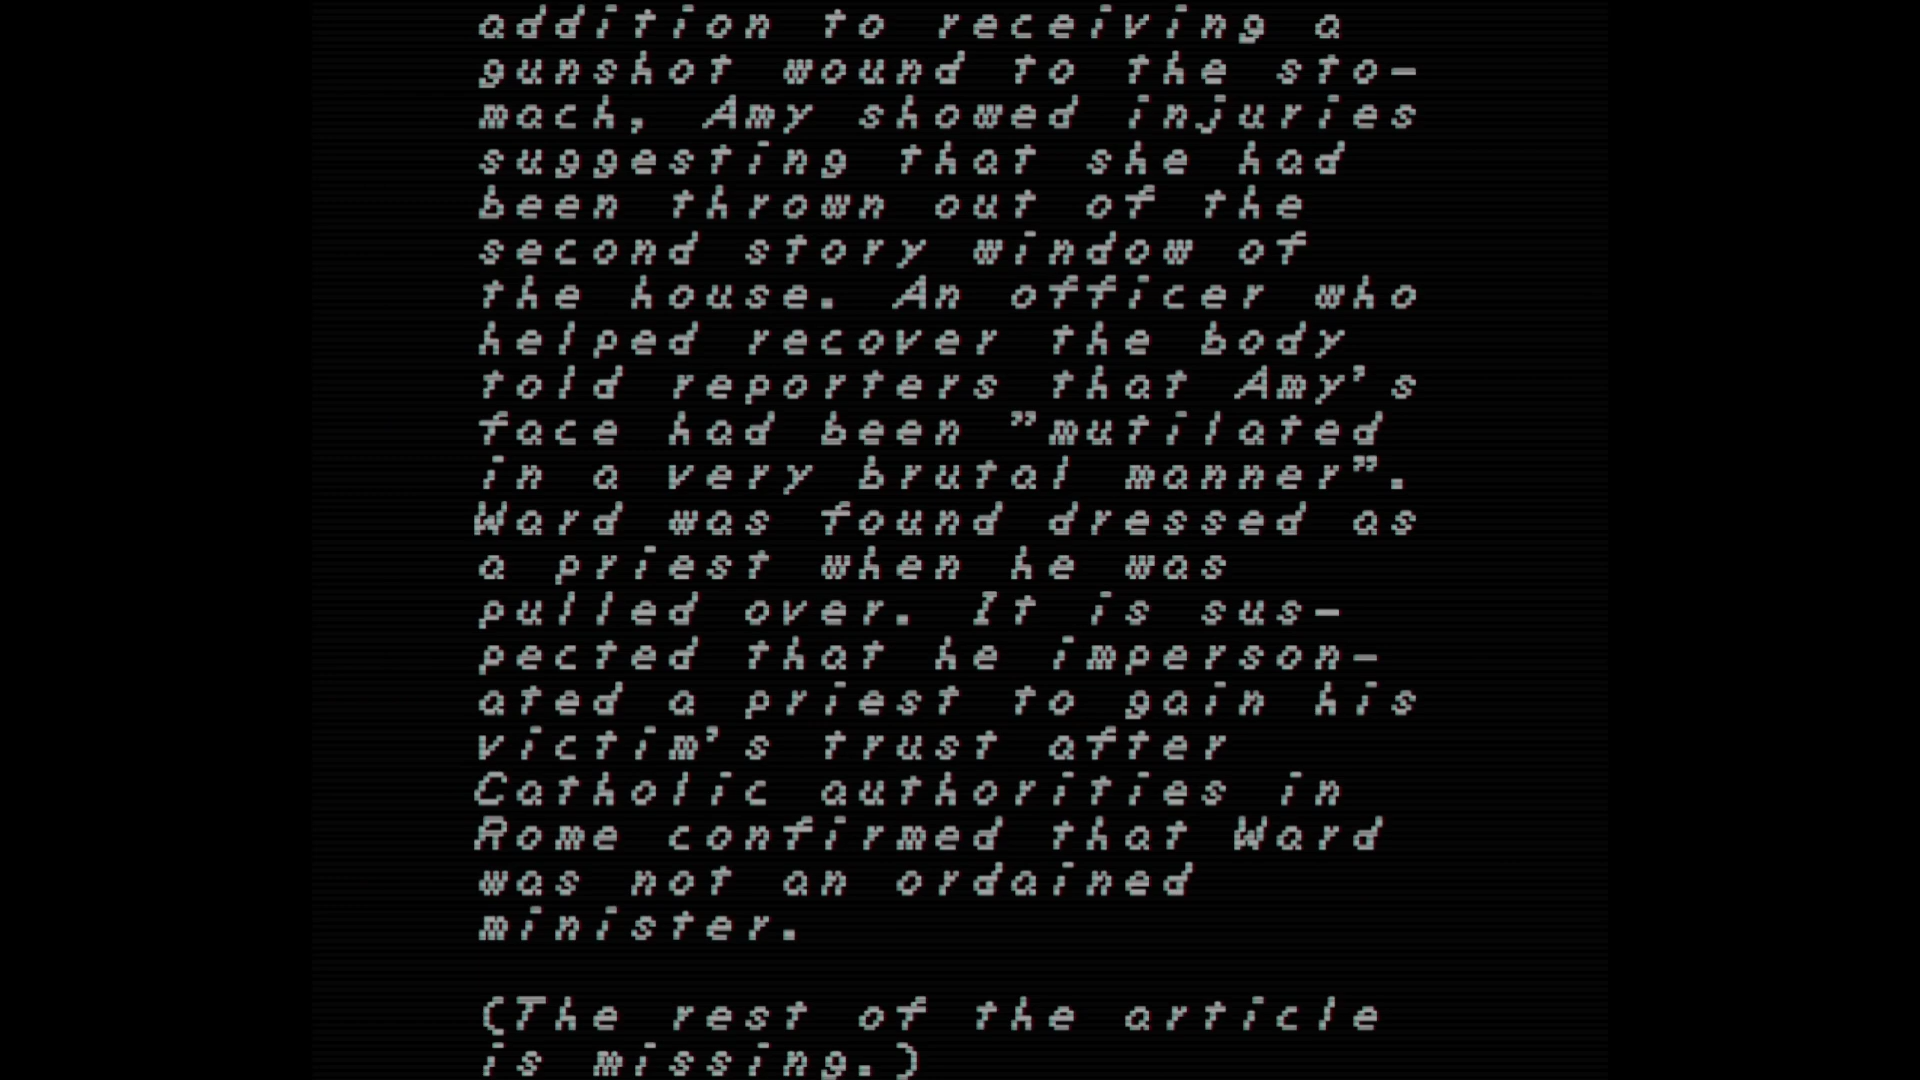 addition to receiving a
gunshot wound to the sto-
mach, Amy showed injuries
suggesting that she had
been thrown out of the
second story window of
the house. An officer who
helped recover the body
told reporters that Amy's
face had been "mutilated
in a very brutal manner".
Ward was found dressed as
a priest when he was
pulled over. It is sus-
pected that he imperson-
ated a priest to gain his
victim's trust after
Catholic authorities in
Rome confirmed that Ward
was not an ordained
minister.
(The rest of the article
is missing.)